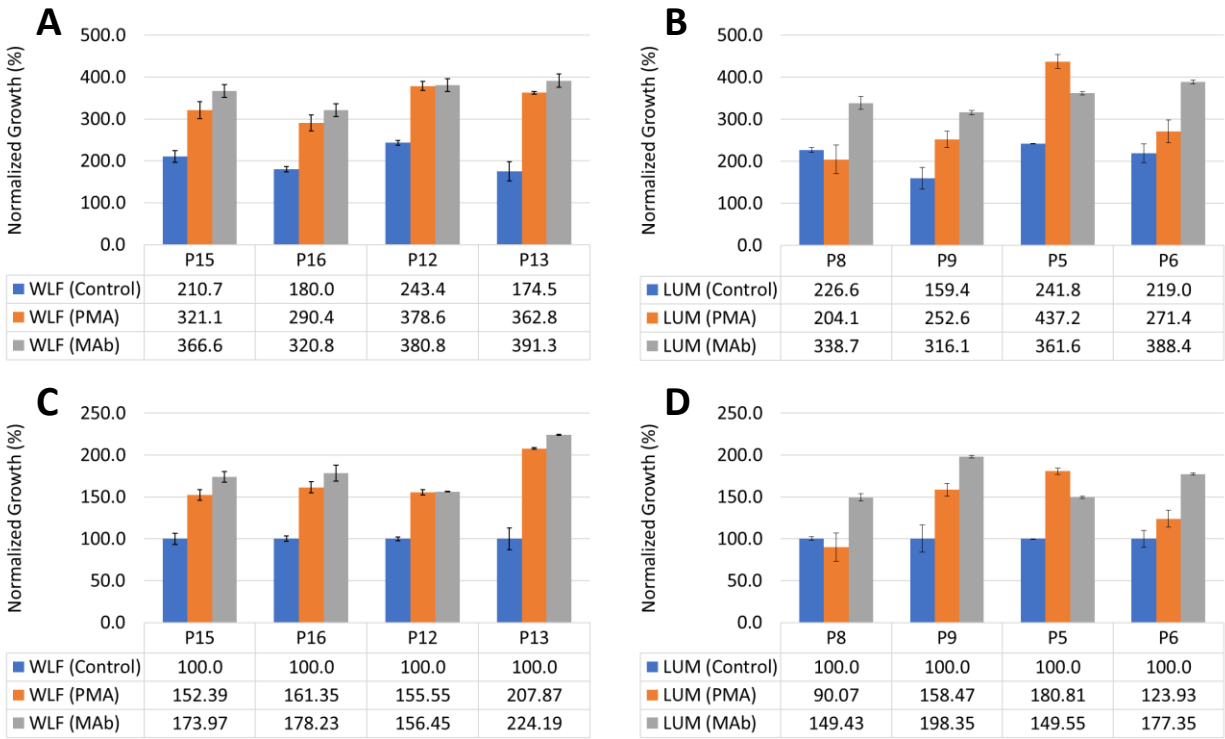 A
Normalized Growth (%)
500.0
400.0
300.0
200.0
100.0
0.0
P15 P16 P12 P13
WLF (Control) 210.7 180.0 243.4 174.5
WLF (PMA) 321.1 290.4 378.6 362.8
WLF (MAb) 366.6 320.8 380.8 391.3
B
Normalized Growth (%)
500.0
400.0
300.0
200.0
100.0
0.0
P8 P9 P5 P6
LUM (Control) 226.6 159.4 241.8 219.0
LUM (PMA) 204.1 252.6 437.2 271.4
LUM (MAb) 338.7 316.1 361.6 388.4
C
Normalized Growth (%)
250.0
200.0
150.0
100.0
50.0
0.0
P15 P16 P12 P13
WLF (Control) 100.0 100.0 100.0 100.0
WLF (PMA) 152.39 161.35 155.55 207.87
WLF (MAb) 173.97 178.23 156.45 224.19
D
Normalized Growth (%)
250.0
200.0
150.0
100.0
50.0
0.0
P8 P9 P5 P6
LUM (Control) 100.0 100.0 100.0 100.0
LUM (PMA) 90.07 158.47 180.81 123.93
LUM (MAb) 149.43 198.35 149.55 177.35